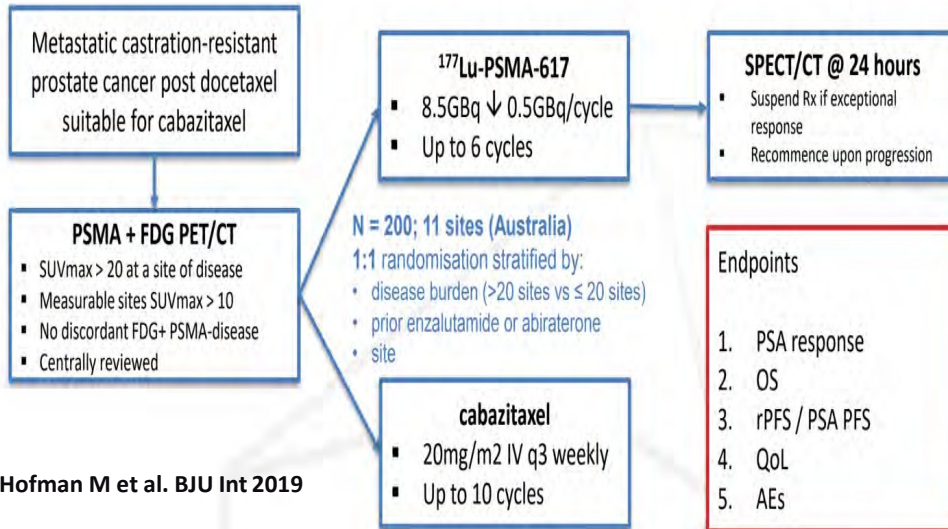 Metastatic castration-resistant
prostate cancer post docetaxel
suitable for cabazitaxel
PSMA + FDG PET/CT
▪ SUVmax > 20 at a site of disease
▪ Measurable sites SUVmax > 10
▪ No discordant FDG+ PSMA-disease
▪ Centrally reviewed
¹⁷⁷Lu-PSMA-617
▪ 8.5GBq ↓ 0.5GBq/cycle
▪ Up to 6 cycles
SPECT/CT @ 24 hours
▪ Suspend Rx if exceptional
response
▪ Recommence upon progression
N = 200; 11 sites (Australia)
1:1 randomisation stratified by:
• disease burden (>20 sites vs ≤ 20 sites)
• prior enzalutamide or abiraterone
• site
cabazitaxel
▪ 20mg/m2 IV q3 weekly
▪ Up to 10 cycles
Endpoints
1. PSA response
2. OS
3. rPFS / PSA PFS
4. QoL
5. AEs
Hofman M et al. BJU Int 2019